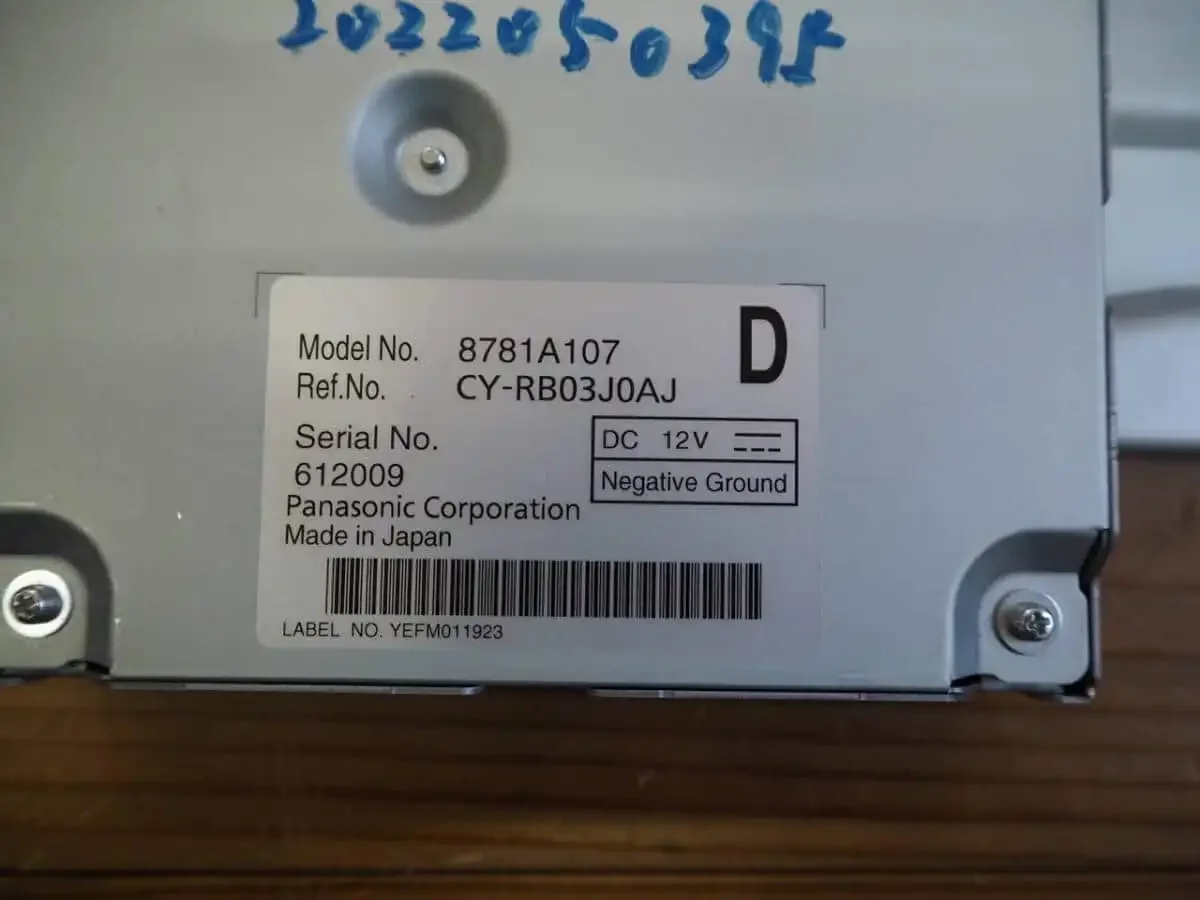 2022050395
Model No. 8781A107
D
Ref.No. CY-RB03J0AJ
Serial No.
612009
DC 12V
Negative Ground
Panasonic Corporation
Made in Japan
LABEL NO. YEFM011923